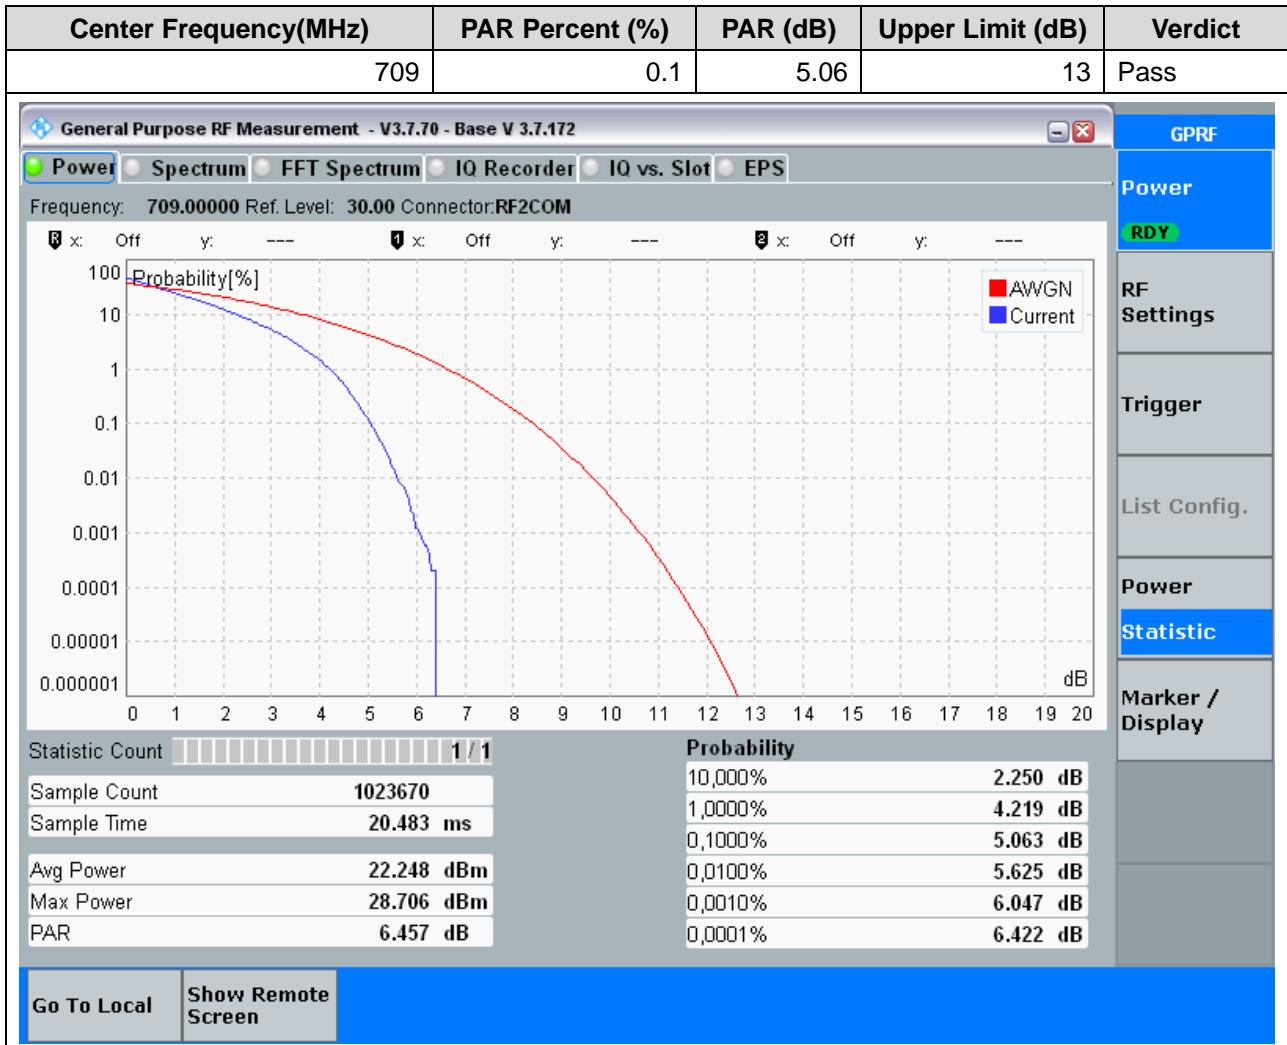 Center Frequency(MHz) PAR Percent (%) PAR (dB) Upper Limit (dB) Verdict
709 0.1 5.06 13 Pass
General Purpose RF Measurement - V3.7.70 - Base V 3.7.172
GPRF
Power Spectrum FFT Spectrum IQ Recorder IQ vs. Slot EPS
Power
RDY
Frequency: 709.00000 Ref. Level: 30.00 Connector:RF2COM
R x: Off y: --- 1 x: Off y: --- 2 x: Off y: ---
Probability[%]
100
10
1
0.1
0.01
0.001
0.0001
0.00001
0.000001
AWGN
Current
dB
0 1 2 3 4 5 6 7 8 9 10 11 12 13 14 15 16 17 18 19 20
RF
Settings
Trigger
List Config.
Power
Statistic
Marker /
Display
Statistic Count 1 / 1
Sample Count 1023670
Sample Time 20.483 ms
Avg Power 22.248 dBm
Max Power 28.706 dBm
PAR 6.457 dB
Probability
10,000% 2.250 dB
1,0000% 4.219 dB
0,1000% 5.063 dB
0,0100% 5.625 dB
0,0010% 6.047 dB
0,0001% 6.422 dB
Go To Local
Show Remote
Screen